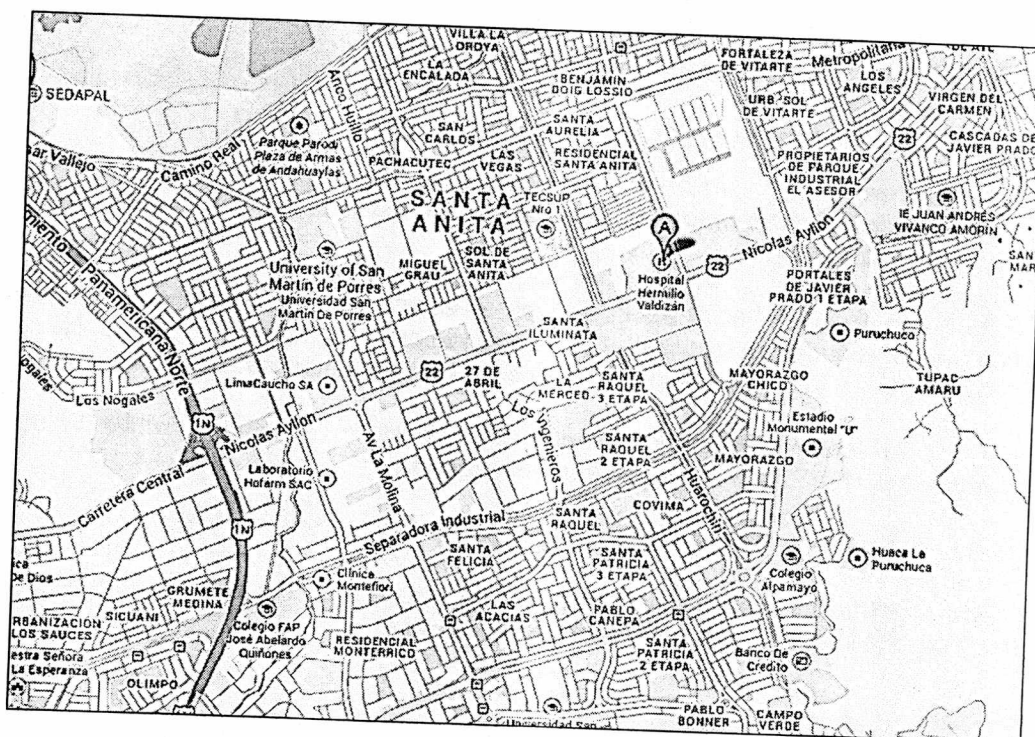 VILLA LA
OROYA
LA
ENCALADA
FORTALEZA
DE VITARTE
Metropolitana
LOS
ANGELES
SEDAPAL
BENJAMIN
DOIG LOSSIO
URB. SOL
DE VITARTE
VIRGEN DEL
CARMEN
22
CASCADAS DE
JAVIER PRADO
Parque Parodi
Plaza de Armas
de Andahuaylas
SAN
CARLOS
SANTA
AURELIA
Camino Real
PACHACUTEC
LAS
VEGAS
RESIDENCIAL
SANTA ANITA
PROPIETARIOS
DE PARQUE
INDUSTRIAL
EL ASESOR
SANTA
ANITA
TECSUP
Nro 1
A
IE JUAN ANDRÉS
VIVANCO AMORIN
University of San
Martín de Porres
Universidad San
Martín De Porres
MIGUEL
GRAU
SOL DE
SANTA
ANITA
Nicolas Ayllon
22
Hospital
Hermilio
Valdizán
PORTALES
DE JAVIER
PRADO 1 ETAPA
Panamericana Norte
SANTA
ILUMINATA
Puruchuco
22
LimaCaucho SA
27 DE
ABRIL
LA
MERCED
SANTA
RAQUEL
3 ETAPA
MAYORAZGO
CHICO
TUPAC
AMARU
Los Nogales
1N
Nicolas Ayllon
Los Ingenieros
Estadio
Monumental "U"
Av La Molina
SANTA
RAQUEL
2 ETAPA
MAYORAZGO
Carretera Central
Laboratorio
Hofarm SAC
Huarochiri
1N
Separadora Industrial
SANTA
RAQUEL
COVIMA
SANTA
FELICIA
SANTA
PATRICIA
3 ETAPA
Colegio
Alpamayo
Huaca La
Puruchuca
Clínica
Montefiori
GRUMETE
MEDINA
SICUANI
LAS
ACACIAS
PABLO
CANEPA
Colegio FAP
José Abelardo
Quiñones
RESIDENCIAL
MONTERRICO
SANTA
PATRICIA
2 ETAPA
Banco De
Credito
LOS SAUCES
La Esperanza
OLIMPO
PABLO
BONNER
CAMPO
VERDE